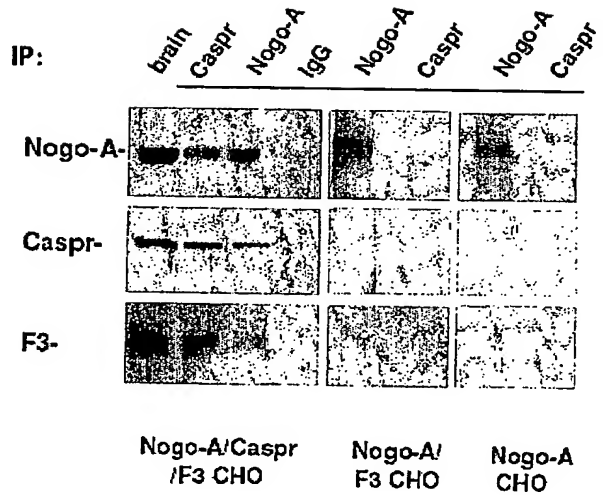 IP: brain Caspr Nogo-A IgG Nogo-A Caspr Nogo-A Caspr
Nogo-A-
Caspr-
F3-
Nogo-A/Caspr Nogo-A/ Nogo-A
/F3 CHO F3 CHO CHO